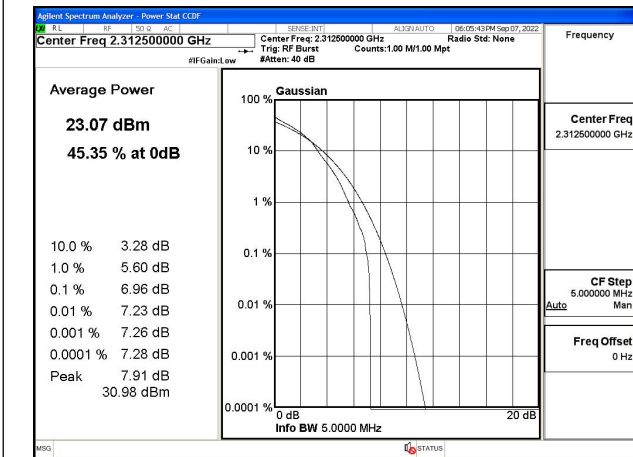 Agilent Spectrum Analyzer - Power Stat CCDF
RL RF 50 Ω AC SENSE:INT ALIGNAUTO 06:05:43 PM Sep 07, 2022
Center Freq 2.312500000 GHz
Center Freq: 2.312500000 GHz Radio Std: None
Trig: RF Burst Counts:1.00 M/1.00 Mpt
#IFGain:Low #Atten: 40 dB
Frequency
Average Power
23.07 dBm
45.35 % at 0dB
10.0 % 3.28 dB
1.0 % 5.60 dB
0.1 % 6.96 dB
0.01 % 7.23 dB
0.001 % 7.26 dB
0.0001 % 7.28 dB
Peak 7.91 dB
30.98 dBm
Gaussian
100 %
10 %
1 %
0.1 %
0.01 %
0.001 %
0.0001 %
0 dB 20 dB
Info BW 5.0000 MHz
Center Freq
2.312500000 GHz
CF Step
5.000000 MHz
Auto Man
Freq Offset
0 Hz
MSG STATUS